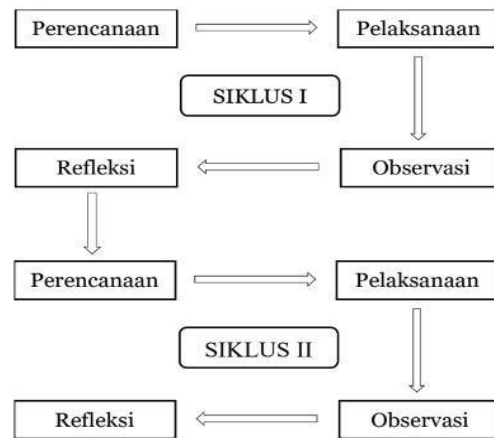 Perencanaan
Pelaksanaan
SIKLUS I
Refleksi
Observasi
Perencanaan
Pelaksanaan
SIKLUS II
Refleksi
Observasi